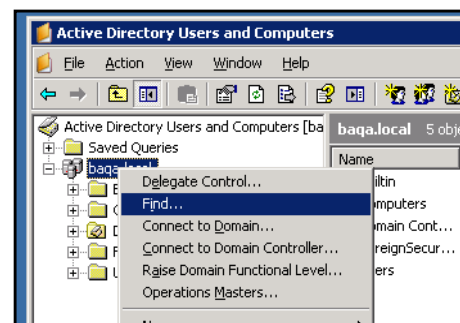 Active Directory Users and Computers
File Action View Window Help
Active Directory Users and Computers [ba
baqa.local 5 obje
Saved Queries
Name
Delegate Control...
Find...
Connect to Domain...
Connect to Domain Controller...
Raise Domain Functional Level...
Operations Masters...
iltin
mputers
main Cont...
reignSecur...
ers